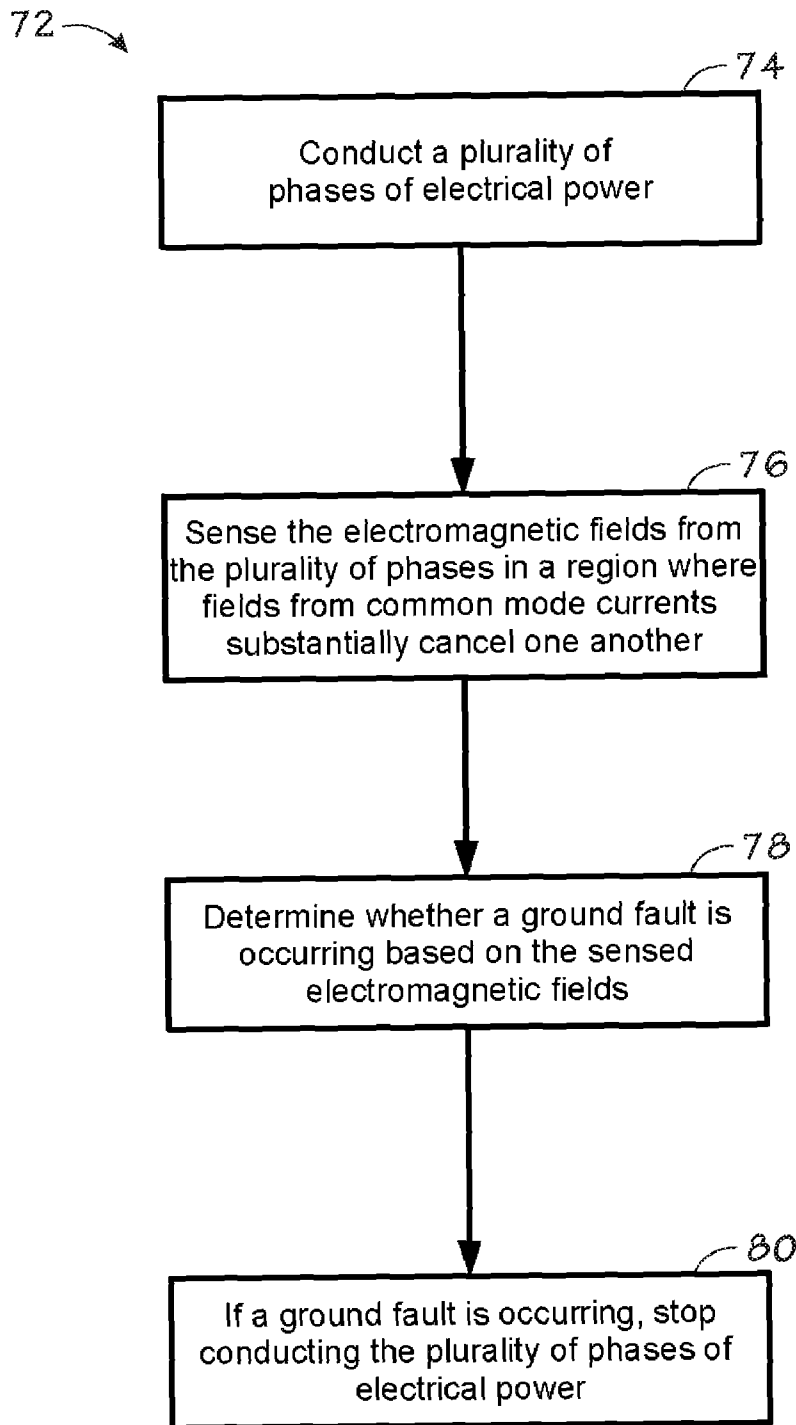 72
74
Conduct a plurality of
phases of electrical power
76
Sense the electromagnetic fields from
the plurality of phases in a region where
fields from common mode currents
substantially cancel one another
78
Determine whether a ground fault is
occurring based on the sensed
electromagnetic fields
80
If a ground fault is occurring, stop
conducting the plurality of phases of
electrical power